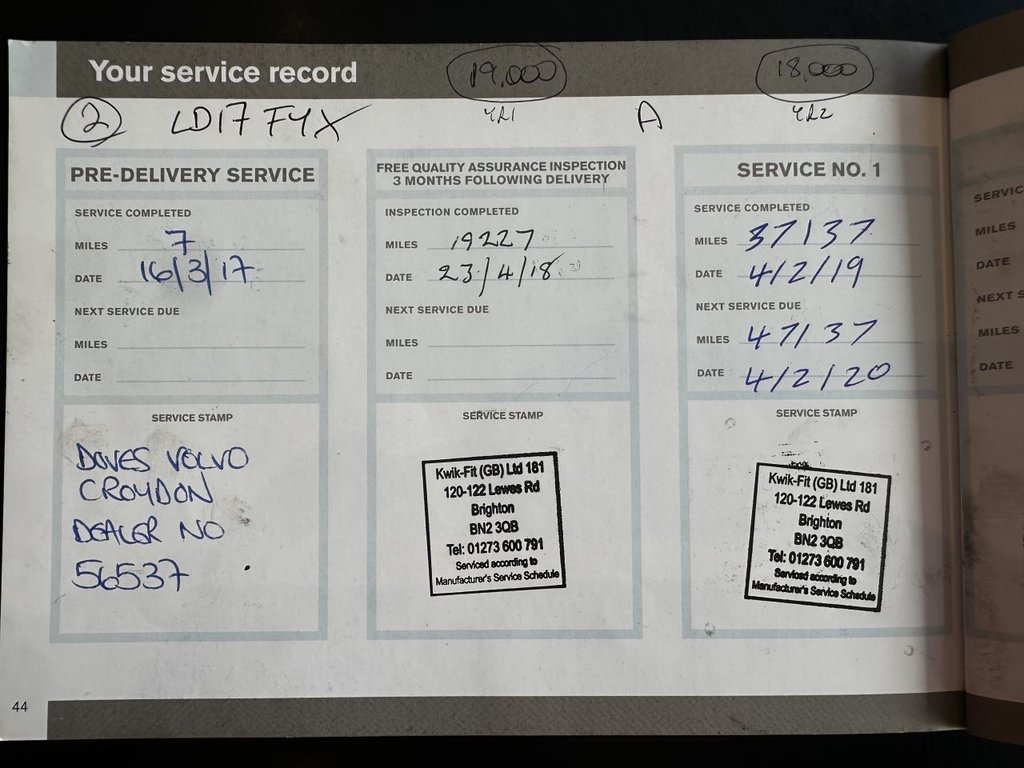 Your service record
19,000
18,000
2 LD17 FYX
YR1
A
YR2
PRE-DELIVERY SERVICE
SERVICE COMPLETED
MILES 7
DATE 16/3/17
NEXT SERVICE DUE
MILES
DATE
SERVICE STAMP
DOVES VOLVO
CROYDON
DEALER NO
56537
FREE QUALITY ASSURANCE INSPECTION
3 MONTHS FOLLOWING DELIVERY
INSPECTION COMPLETED
MILES 19227
DATE 23/4/18
NEXT SERVICE DUE
MILES
DATE
SERVICE STAMP
Kwik-Fit (GB) Ltd 181
120-122 Lewes Rd
Brighton
BN2 3QB
Tel: 01273 600 791
Serviced according to
Manufacturer's Service Schedule
SERVICE NO. 1
SERVICE COMPLETED
MILES 37137
DATE 4/2/19
NEXT SERVICE DUE
MILES 47137
DATE 4/2/20
SERVICE STAMP
Kwik-Fit (GB) Ltd 181
120-122 Lewes Rd
Brighton
BN2 3QB
Tel: 01273 600 791
Serviced according to
Manufacturer's Service Schedule
SERVIC
MILES
DATE
NEXT S
MILES
DATE
44